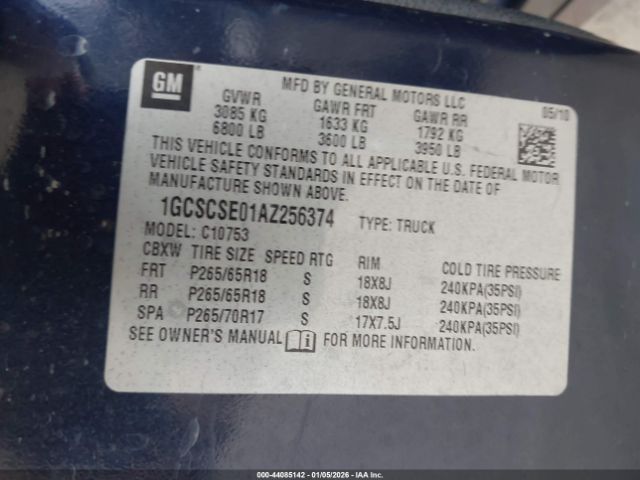 GM
MFD BY GENERAL MOTORS LLC
GVWR GAWR FRT GAWR RR 05/10
3085 KG 1633 KG 1792 KG
6800 LB 3600 LB 3950 LB
THIS VEHICLE CONFORMS TO ALL APPLICABLE U.S. FEDERAL MOTOR
VEHICLE SAFETY STANDARDS IN EFFECT ON THE DATE OF
MANUFACTURE SHOWN ABOVE.
1GCSCSE01AZ256374 TYPE: TRUCK
MODEL: C10753
CBXW TIRE SIZE SPEED RTG RIM COLD TIRE PRESSURE
FRT P265/65R18 S 18X8J 240KPA(35PSI)
RR P265/65R18 S 18X8J 240KPA(35PSI)
SPA P265/70R17 S 17X7.5J 240KPA(35PSI)
SEE OWNER'S MANUAL i FOR MORE INFORMATION.
000-44085142 - 01/05/2026 - IAA Inc.